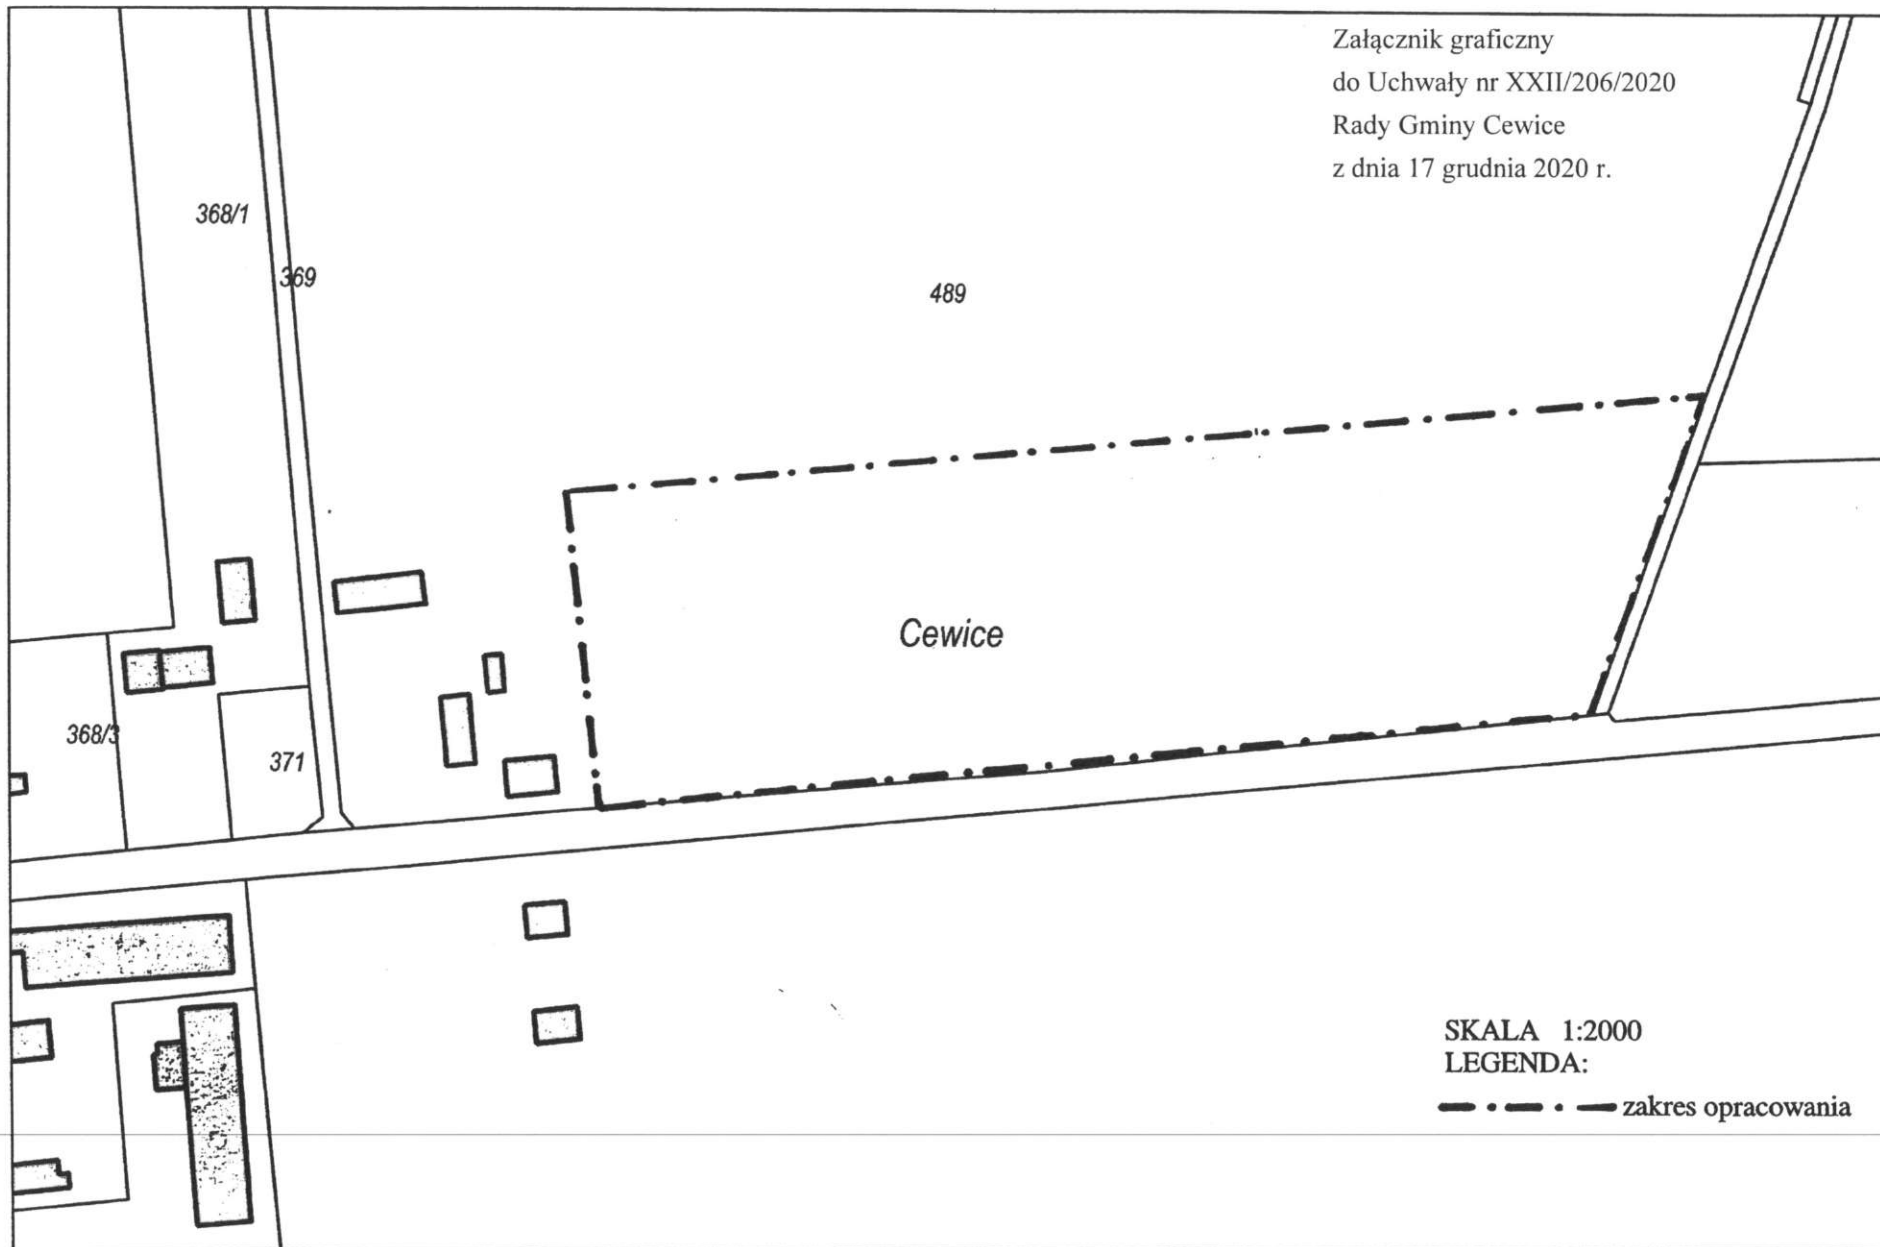 Załącznik graficzny
do Uchwały nr XXII/206/2020
Rady Gminy Cewice
z dnia 17 grudnia 2020 r.
368/1
369
489
Cewice
368/3
371
SKALA 1:2000
LEGENDA:
zakres opracowania